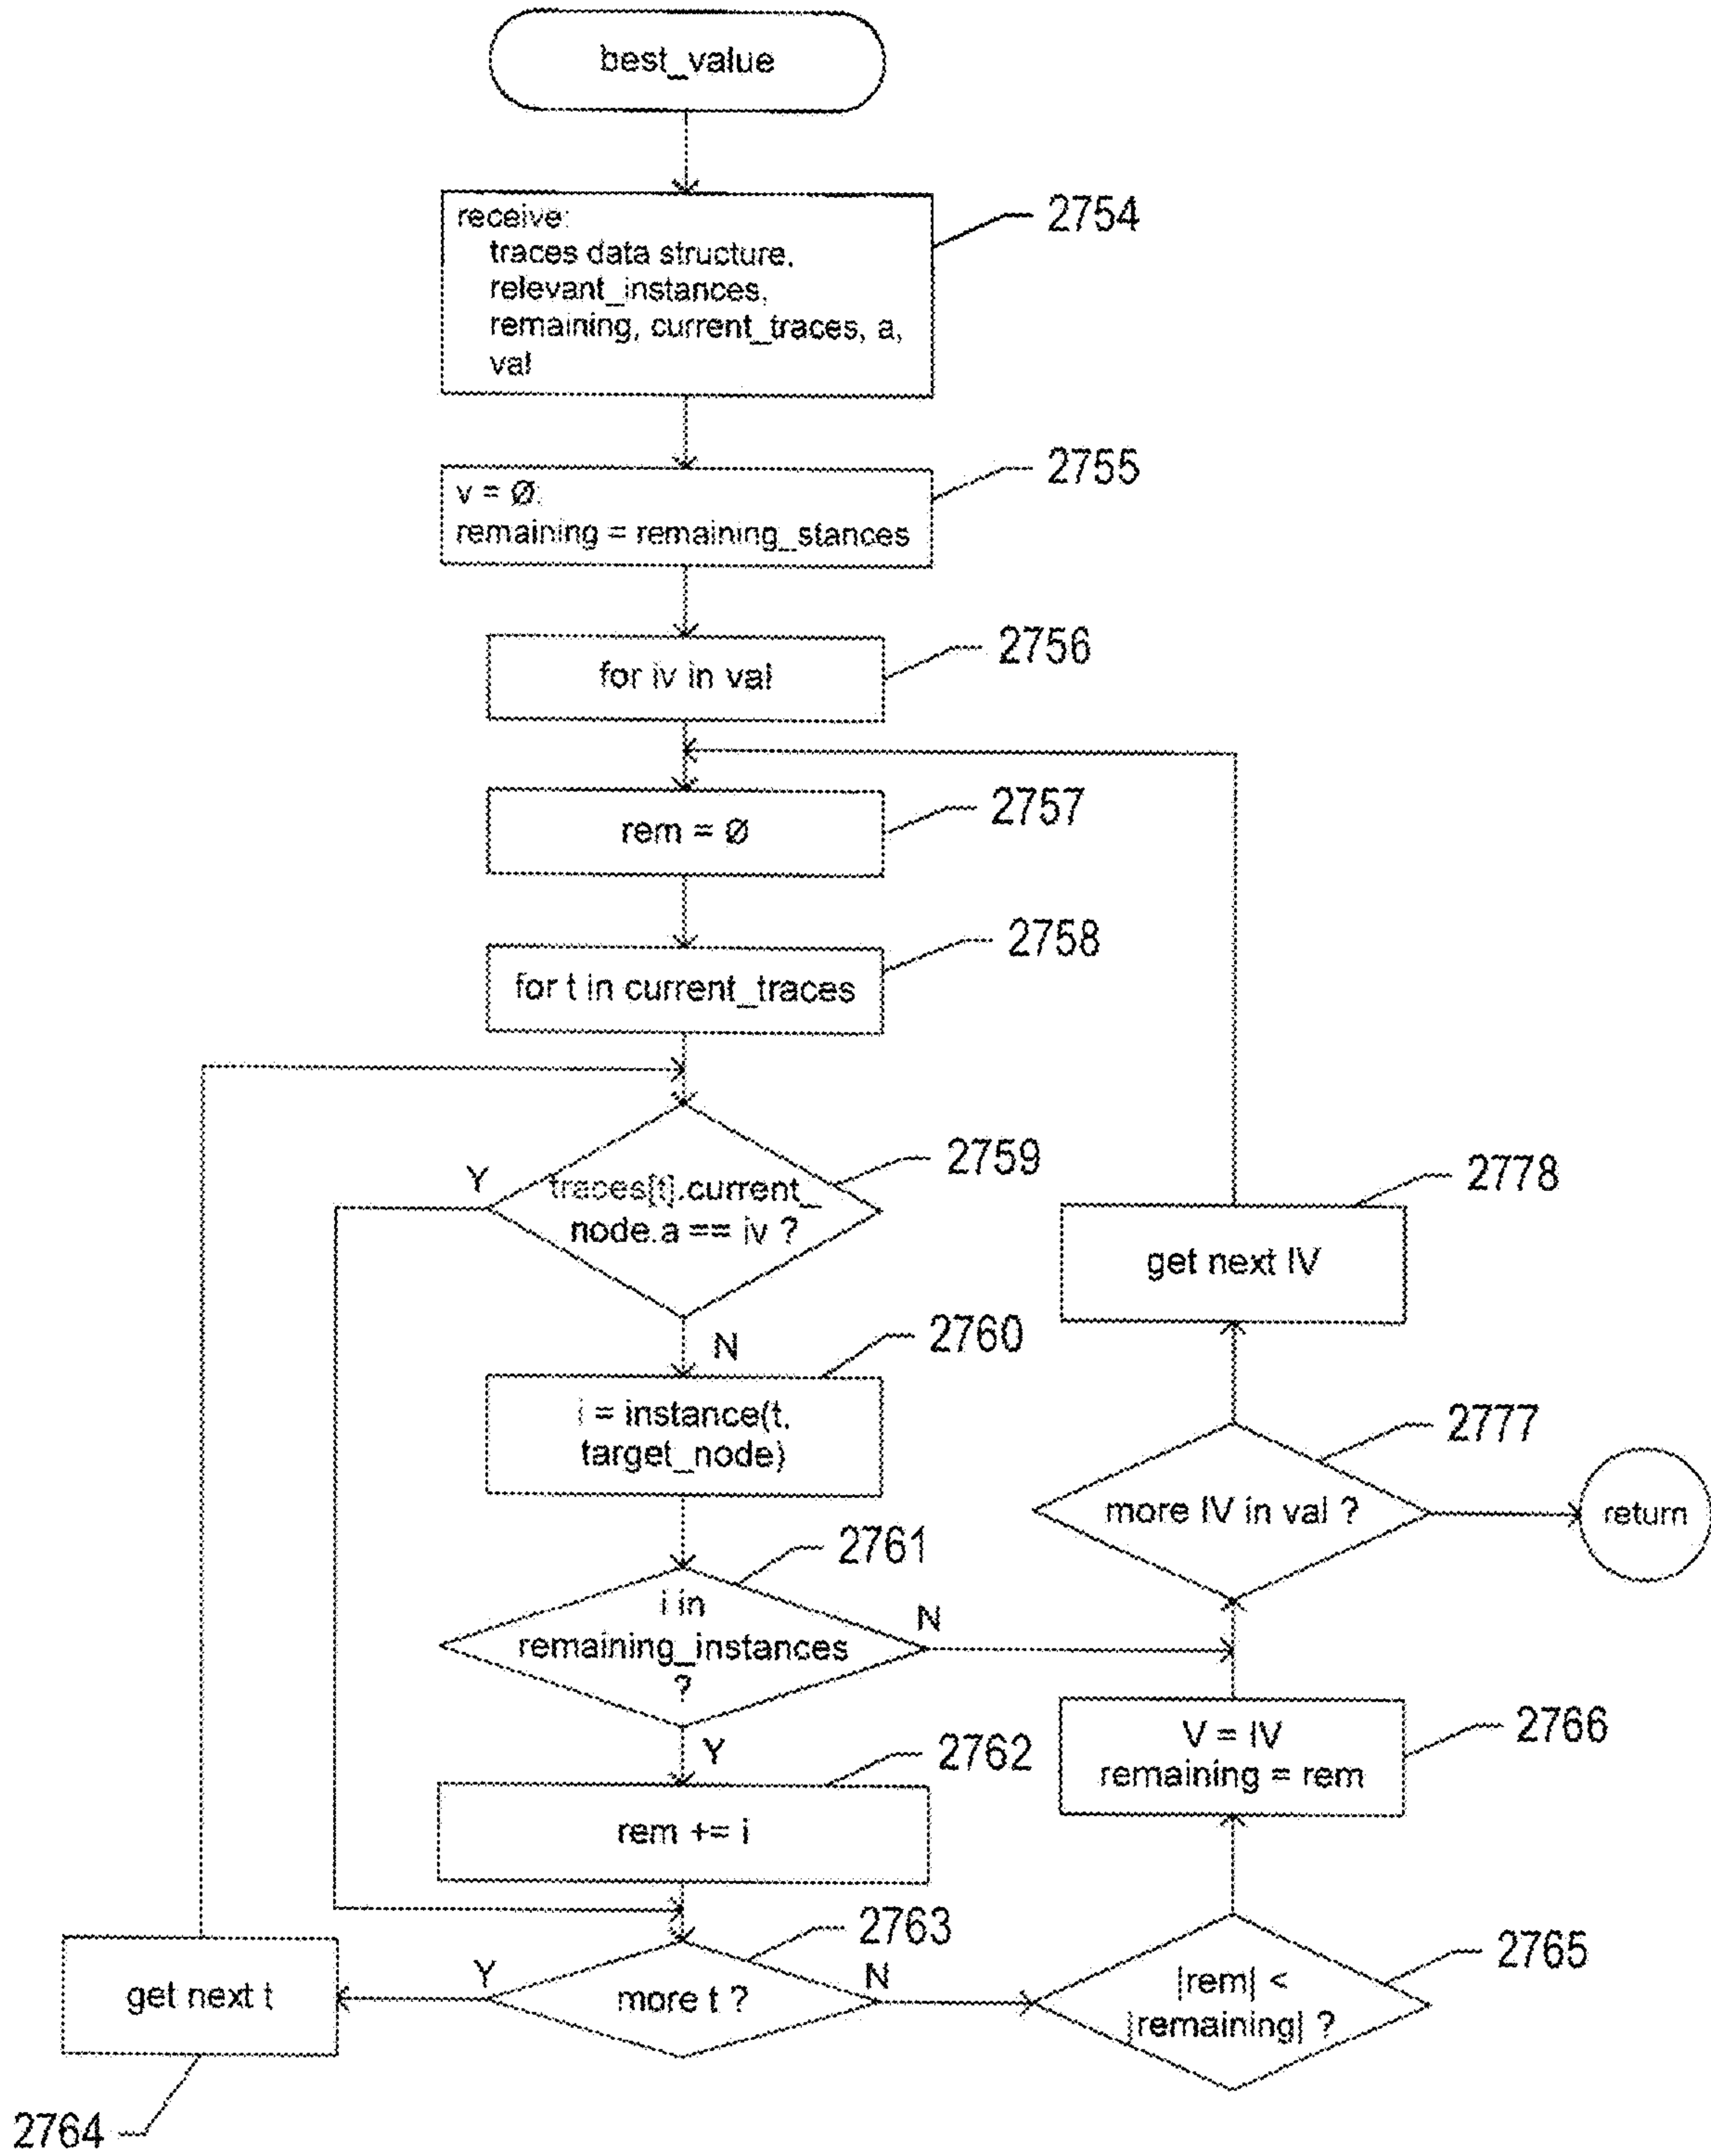 best_value
receive:
traces data structure,
relevant_instances,
remaining, current_traces, a,
val
2754
v = Ø;
remaining = remaining_stances
2755
for iv in val
2756
rem = Ø
2757
for t in current_traces
2758
traces[t].current_
node.a == iv ?
2759
Y
N
i = instance(t,
target_node)
2760
i in
remaining_instances
?
2761
N
Y
rem += i
2762
more t ?
2763
Y
N
get next t
2764
|rem| <
|remaining| ?
2765
V = IV
remaining = rem
2766
more IV in val ?
2777
return
get next IV
2778